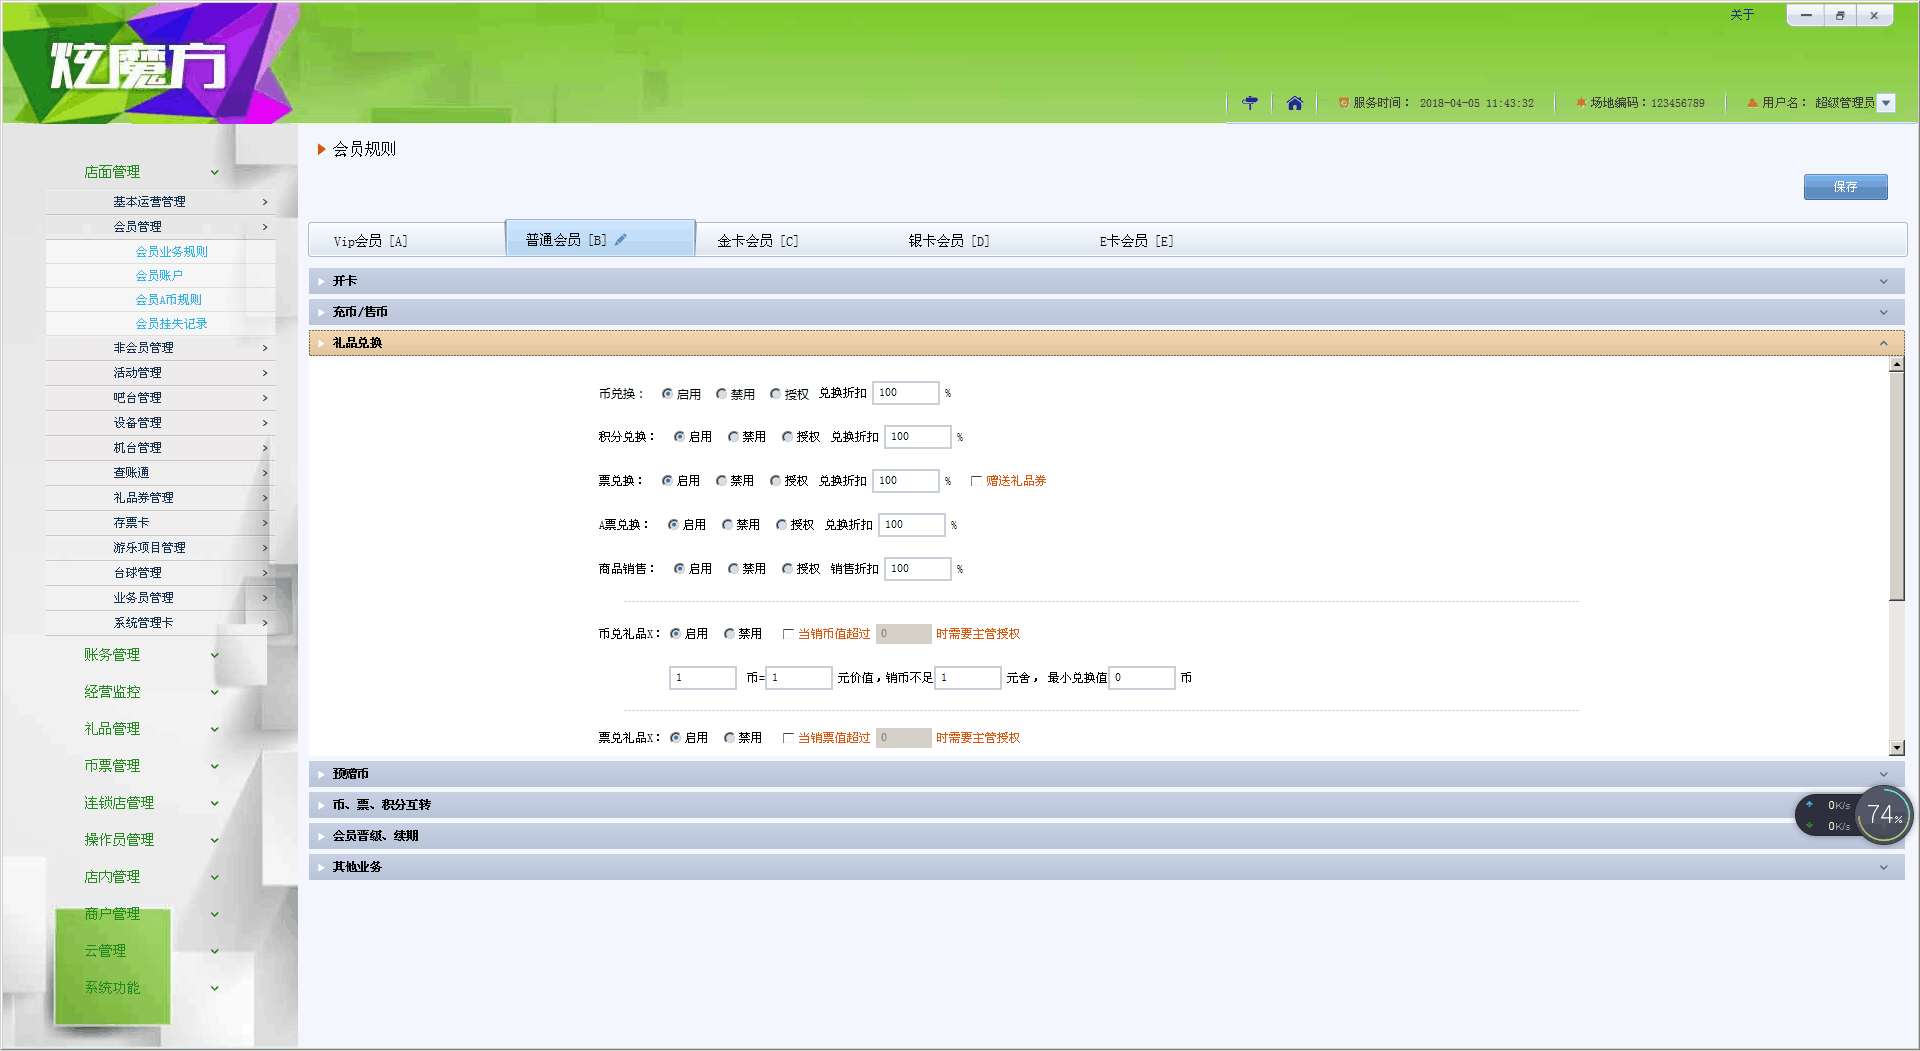 炫魔方
关于
服务时间： 2018-04-05 11:43:32
场地编码：123456789
用户名： 超级管理员
店面管理
基本运营管理
会员管理
会员业务规则
会员账户
会员A币规则
会员挂失记录
非会员管理
活动管理
吧台管理
设备管理
机台管理
查账通
礼品券管理
存票卡
游乐项目管理
台球管理
业务员管理
系统管理卡
账务管理
经营监控
礼品管理
币票管理
连锁店管理
操作员管理
店内管理
商户管理
云管理
系统功能
会员规则
保存
Vip会员 [A]
普通会员 [B]
金卡会员 [C]
银卡会员 [D]
E卡会员 [E]
开卡
充币/售币
礼品兑换
币兑换： 启用 禁用 授权 兑换折扣 100 %
积分兑换： 启用 禁用 授权 兑换折扣 100 %
票兑换： 启用 禁用 授权 兑换折扣 100 % 赠送礼品券
A票兑换： 启用 禁用 授权 兑换折扣 100 %
商品销售： 启用 禁用 授权 销售折扣 100 %
币兑礼品X： 启用 禁用 当销币值超过 0 时需要主管授权
1 币= 1 元价值，销币不足 1 元舍， 最小兑换值 0 币
票兑礼品X： 启用 禁用 当销票值超过 0 时需要主管授权
预赠币
币、票、积分互转
会员晋级、续期
其他业务
0K/s
0K/s
74%